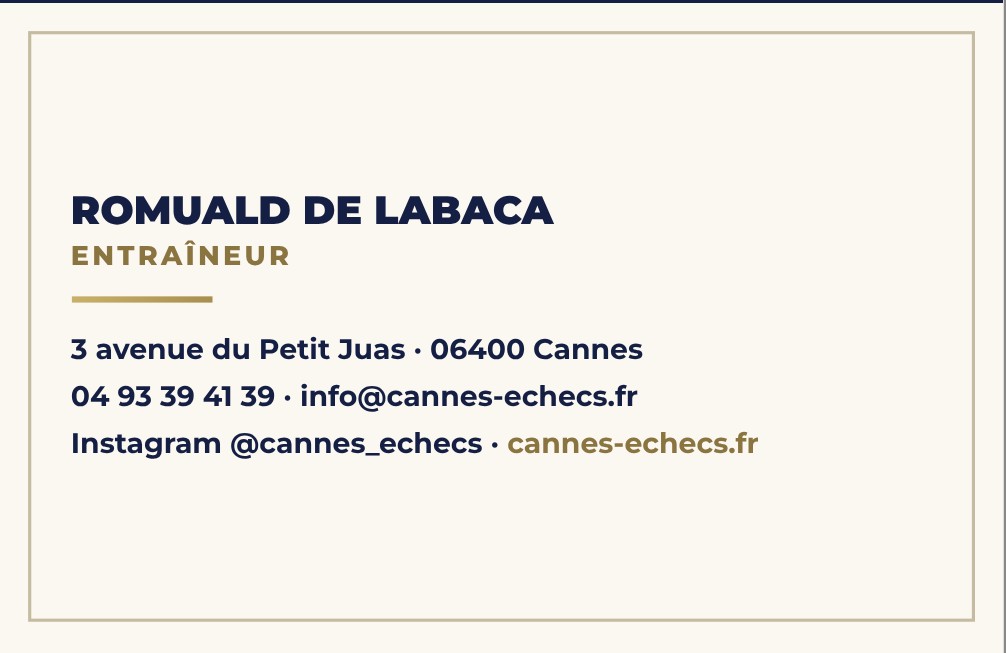 ROMUALD DE LABACA
ENTRAÎNEUR
3 avenue du Petit Juas · 06400 Cannes
04 93 39 41 39 · info@cannes-echecs.fr
Instagram @cannes_echecs · cannes-echecs.fr